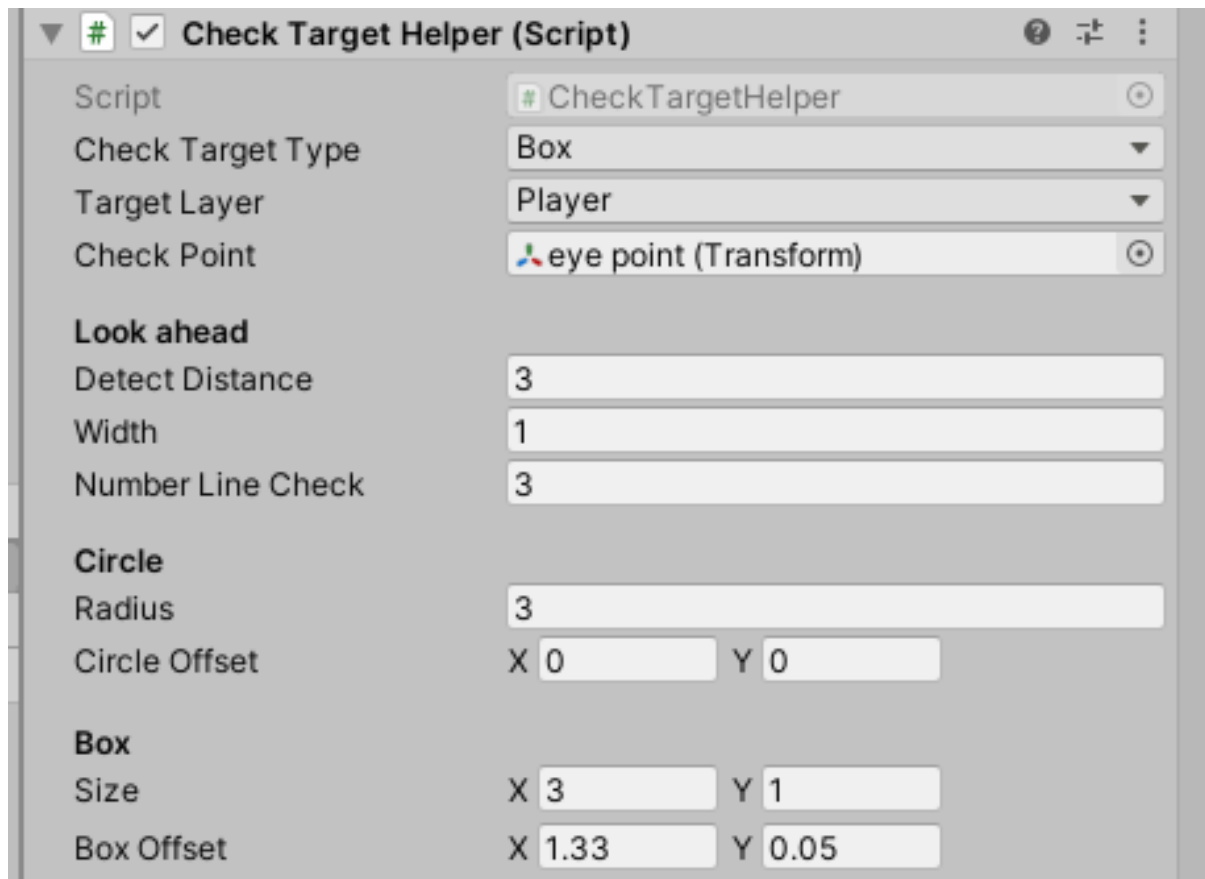 Check Target Helper (Script)
Script # CheckTargetHelper
Check Target Type Box
Target Layer Player
Check Point eye point (Transform)
Look ahead
Detect Distance 3
Width 1
Number Line Check 3
Circle
Radius 3
Circle Offset X 0 Y 0
Box
Size X 3 Y 1
Box Offset X 1.33 Y 0.05